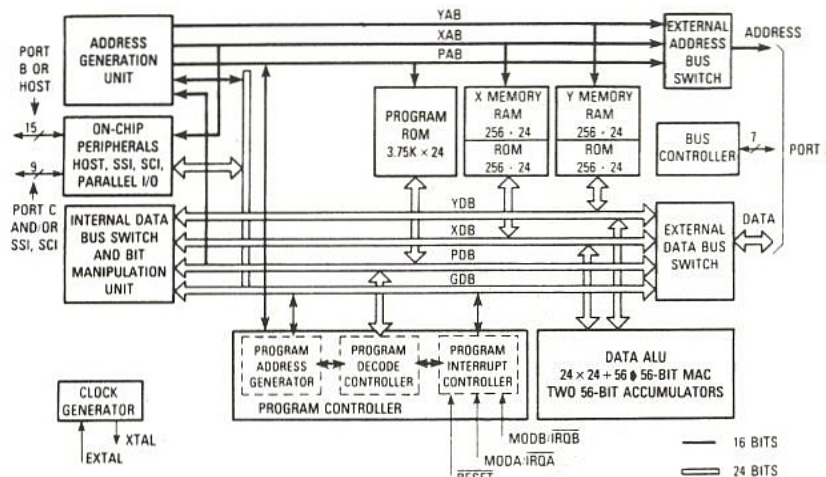 YAB
XAB
PAB
ADDRESS
GENERATION
UNIT
EXTERNAL
ADDRESS
BUS
SWITCH
ADDRESS
PORT
B OR
HOST
15
9
ON-CHIP
PERIPHERALS
HOST, SSI, SCI,
PARALLEL I/O
PORT C
AND/OR
SSI, SCI
PROGRAM
ROM
3.75K × 24
X MEMORY
RAM
256 · 24
ROM
256 · 24
Y MEMORY
RAM
256 · 24
ROM
256 · 24
BUS
CONTROLLER
7
PORT
INTERNAL DATA
BUS SWITCH
AND BIT
MANIPULATION
UNIT
YDB
XDB
PDB
GDB
EXTERNAL
DATA BUS
SWITCH
DATA
PROGRAM
ADDRESS
GENERATOR
PROGRAM
DECODE
CONTROLLER
PROGRAM
INTERRUPT
CONTROLLER
PROGRAM CONTROLLER
DATA ALU
24 × 24 + 56 56-BIT MAC
TWO 56-BIT ACCUMULATORS
CLOCK
GENERATOR
XTAL
EXTAL
MODB/IRQB
MODA/IRQA
RESET
16 BITS
24 BITS